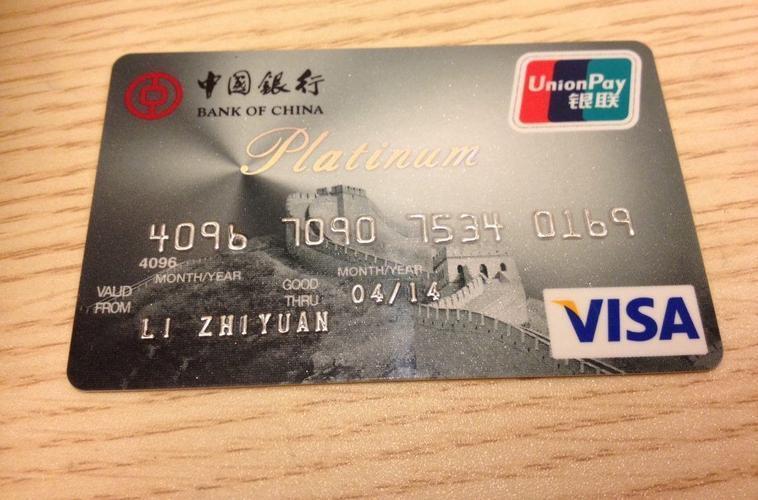 中国銀行
BANK OF CHINA
UnionPay
银联
Platinum
4096 7090 7534 0169
4096
MONTH/YEAR MONTH/YEAR
VALID FROM GOOD THRU 04/14
LI ZHIYUAN
VISA